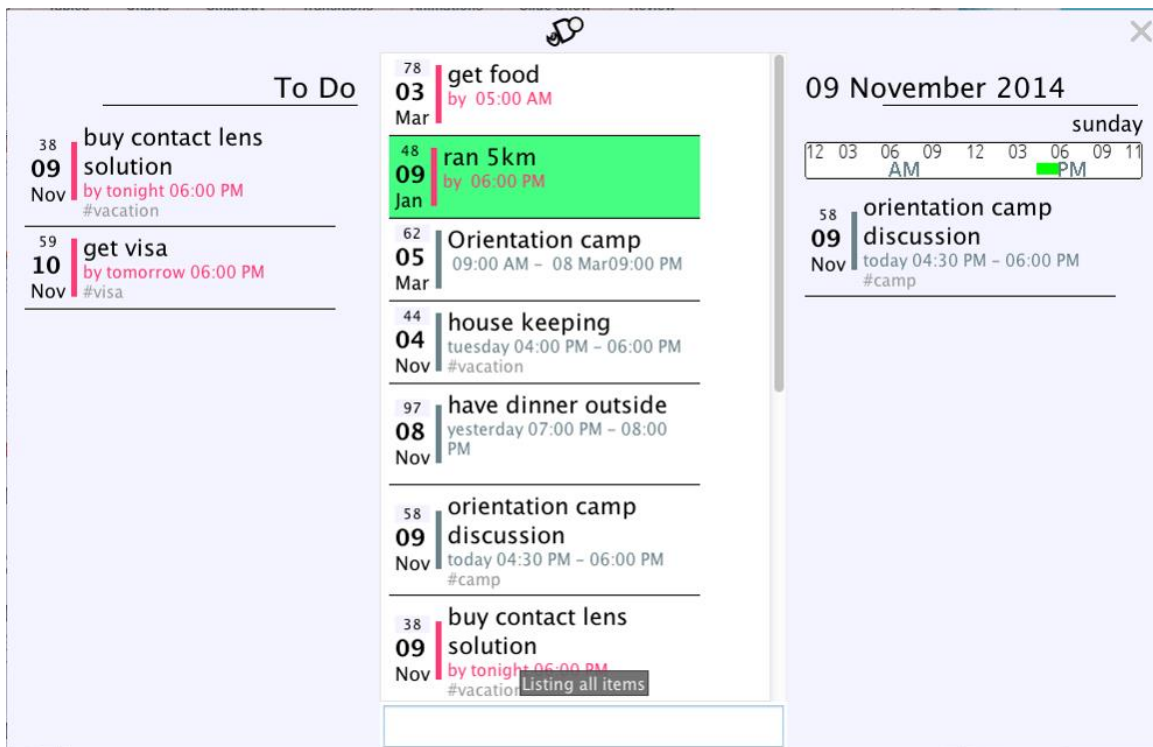 To Do
38
09
Nov
buy contact lens
solution
by tonight 06:00 PM
#vacation
59
10
Nov
get visa
by tomorrow 06:00 PM
#visa
78
03
Mar
get food
by 05:00 AM
48
09
Jan
ran 5km
by 06:00 PM
62
05
Mar
Orientation camp
09:00 AM – 08 Mar09:00 PM
44
04
Nov
house keeping
tuesday 04:00 PM – 06:00 PM
#vacation
97
08
Nov
have dinner outside
yesterday 07:00 PM – 08:00
PM
58
09
Nov
orientation camp
discussion
today 04:30 PM – 06:00 PM
#camp
38
09
Nov
buy contact lens
solution
by tonight 06:00 PM
#vacation
Listing all items
09 November 2014
sunday
12 03 06 09 12 03 06 09 11
AM PM
58
09
Nov
orientation camp
discussion
today 04:30 PM – 06:00 PM
#camp